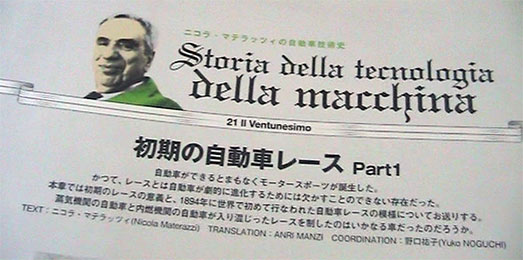 ニコラ・マテラッツィの自動車技術史
Storia della tecnologia
della macchina
21 Il Ventunesimo
初期の自動車レース Part1
自動車ができるとまもなくモータースポーツが誕生した。
かつて、レースとは自動車が劇的に進化するためには欠かすことのできない存在だった。
本章では初期のレースの意義と、1894年に世界で初めて行なわれた自動車レースの模様についてお送りする。
蒸気機関の自動車と内燃機関の自動車が入り混じったレースを制したのはいかなる車だったのだろうか。
TEXT：ニコラ・マテラッツィ(Nicola Materazzi) TRANSLATION：ANRI MANZI COORDINATION：野口祐子(Yuko NOGUCHI)